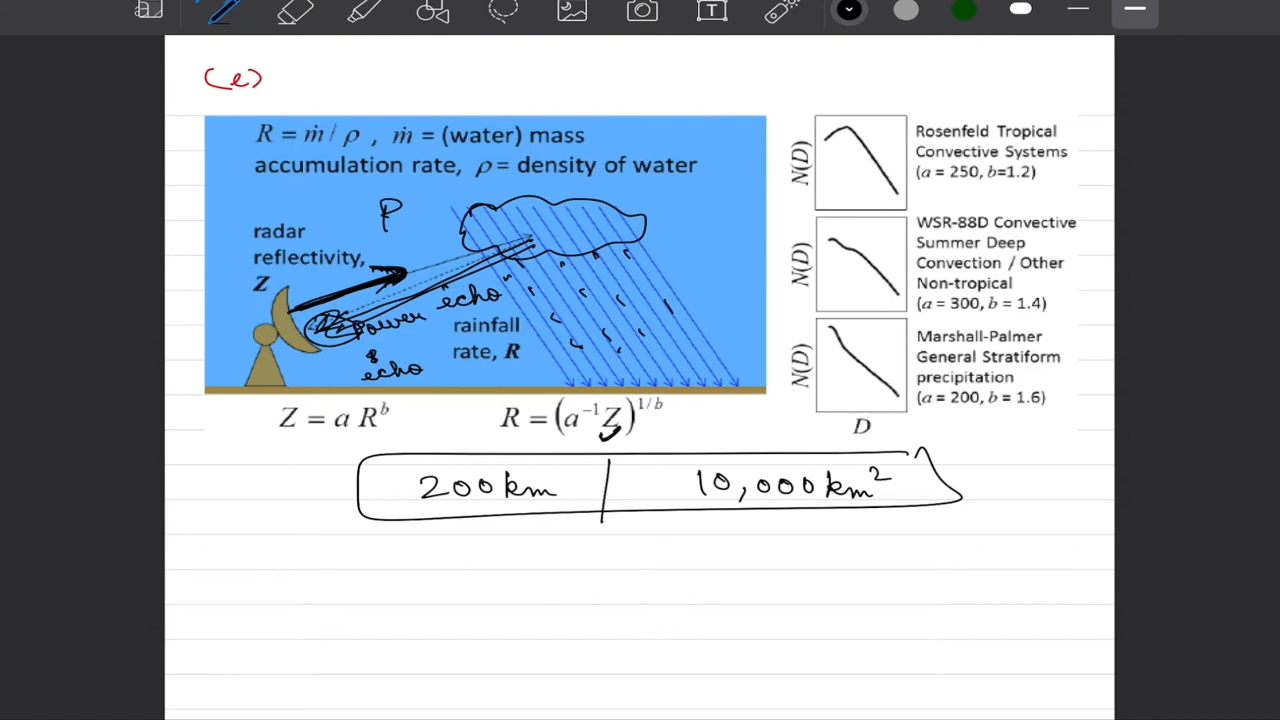 (e)
R = ṁ / ρ , ṁ = (water) mass
accumulation rate, ρ = density of water
P
radar
reflectivity,
Z
echo
power
&
echo
rainfall
rate, R
Z = a R^b
R = (a^-1 Z)^1/b
N(D)
Rosenfeld Tropical
Convective Systems
(a = 250, b=1.2)
N(D)
WSR-88D Convective
Summer Deep
Convection / Other
Non-tropical
(a = 300, b = 1.4)
N(D)
Marshall-Palmer
General Stratiform
precipitation
(a = 200, b = 1.6)
D
200km | 10,000 km²